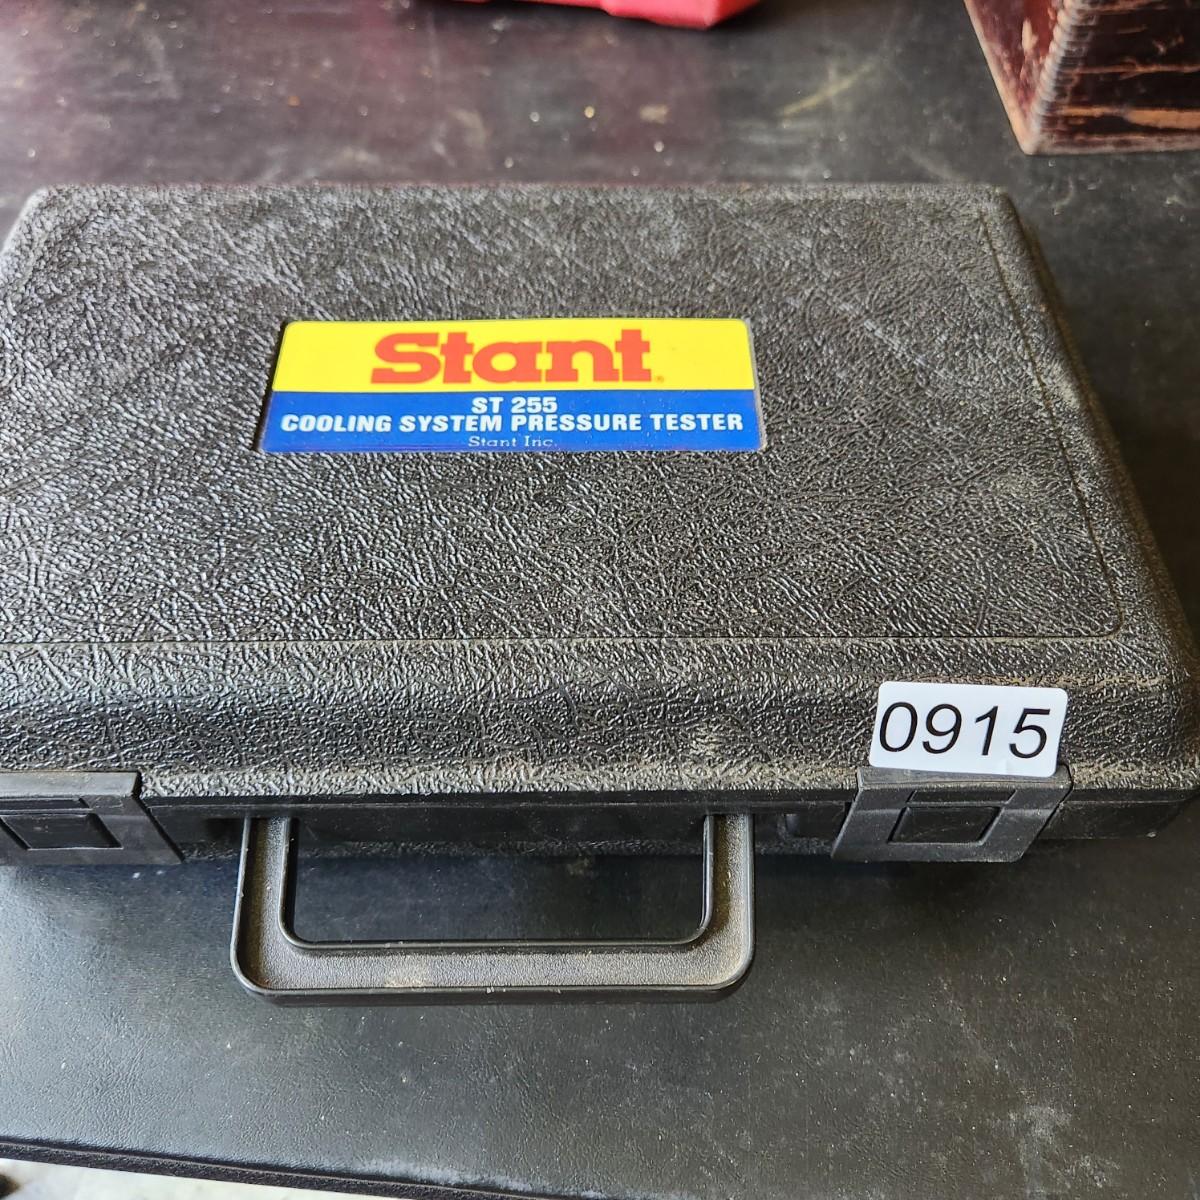 Stant®
ST 255
COOLING SYSTEM PRESSURE TESTER
Stant Inc.
0915